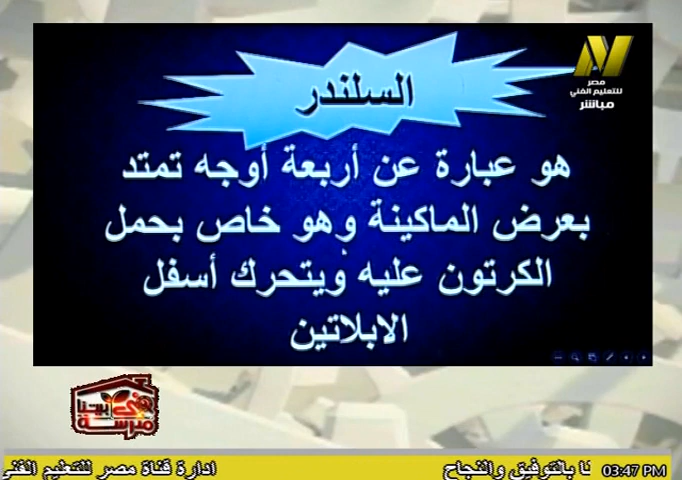 السلندر
مصر
للتعليم الفني
مباشر
هو عبارة عن أربعة أوجه تمتد
بعرض الماكينة وهو خاص بحمل
الكرتون عليه ويتحرك أسفل
الابلاتين
في بيتنا
مدرسة
نا بالتوفيق والنجاح
ادارة قناة مصر للتعليم الفني
03:47 PM